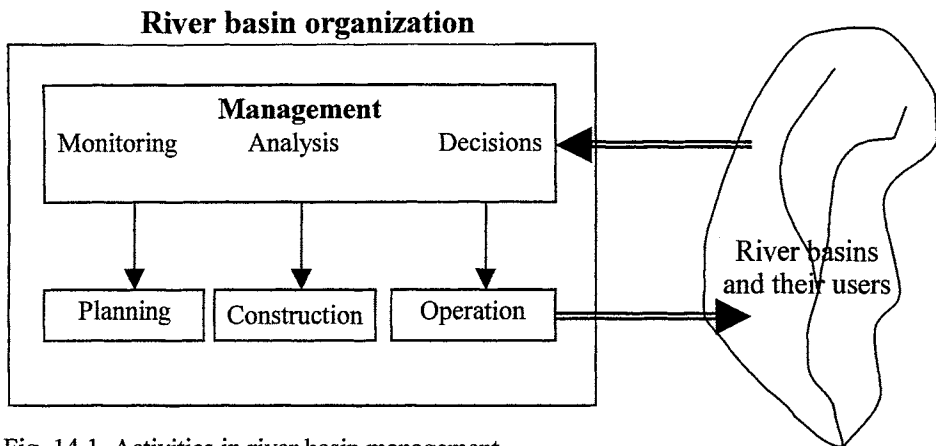 River basin organization
Management
Monitoring Analysis Decisions
Planning Construction Operation
River basins
and their users
Fig. 14.1 Activities in river basin management